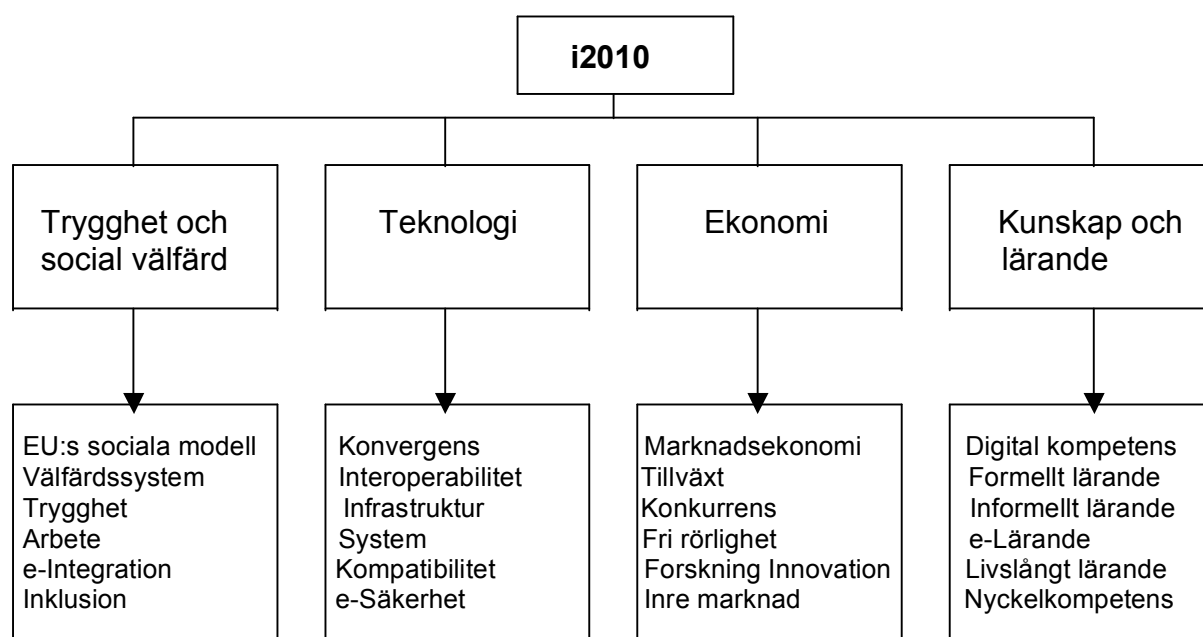 i2010
Trygghet och
social välfärd
Teknologi
Ekonomi
Kunskap och
lärande
EU:s sociala modell
Välfärdssystem
Trygghet
Arbete
e-Integration
Inklusion
Konvergens
Interoperabilitet
Infrastruktur
System
Kompatibilitet
e-Säkerhet
Marknadsekonomi
Tillväxt
Konkurrens
Fri rörlighet
Forskning Innovation
Inre marknad
Digital kompetens
Formellt lärande
Informellt lärande
e-Lärande
Livslångt lärande
Nyckelkompetens